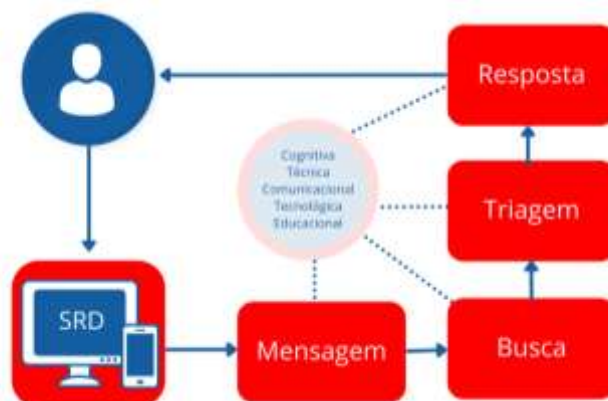 Resposta
Cognitiva
Técnica
Comunicacional
Tecnológica
Educacional
Triagem
SRD
Mensagem
Busca